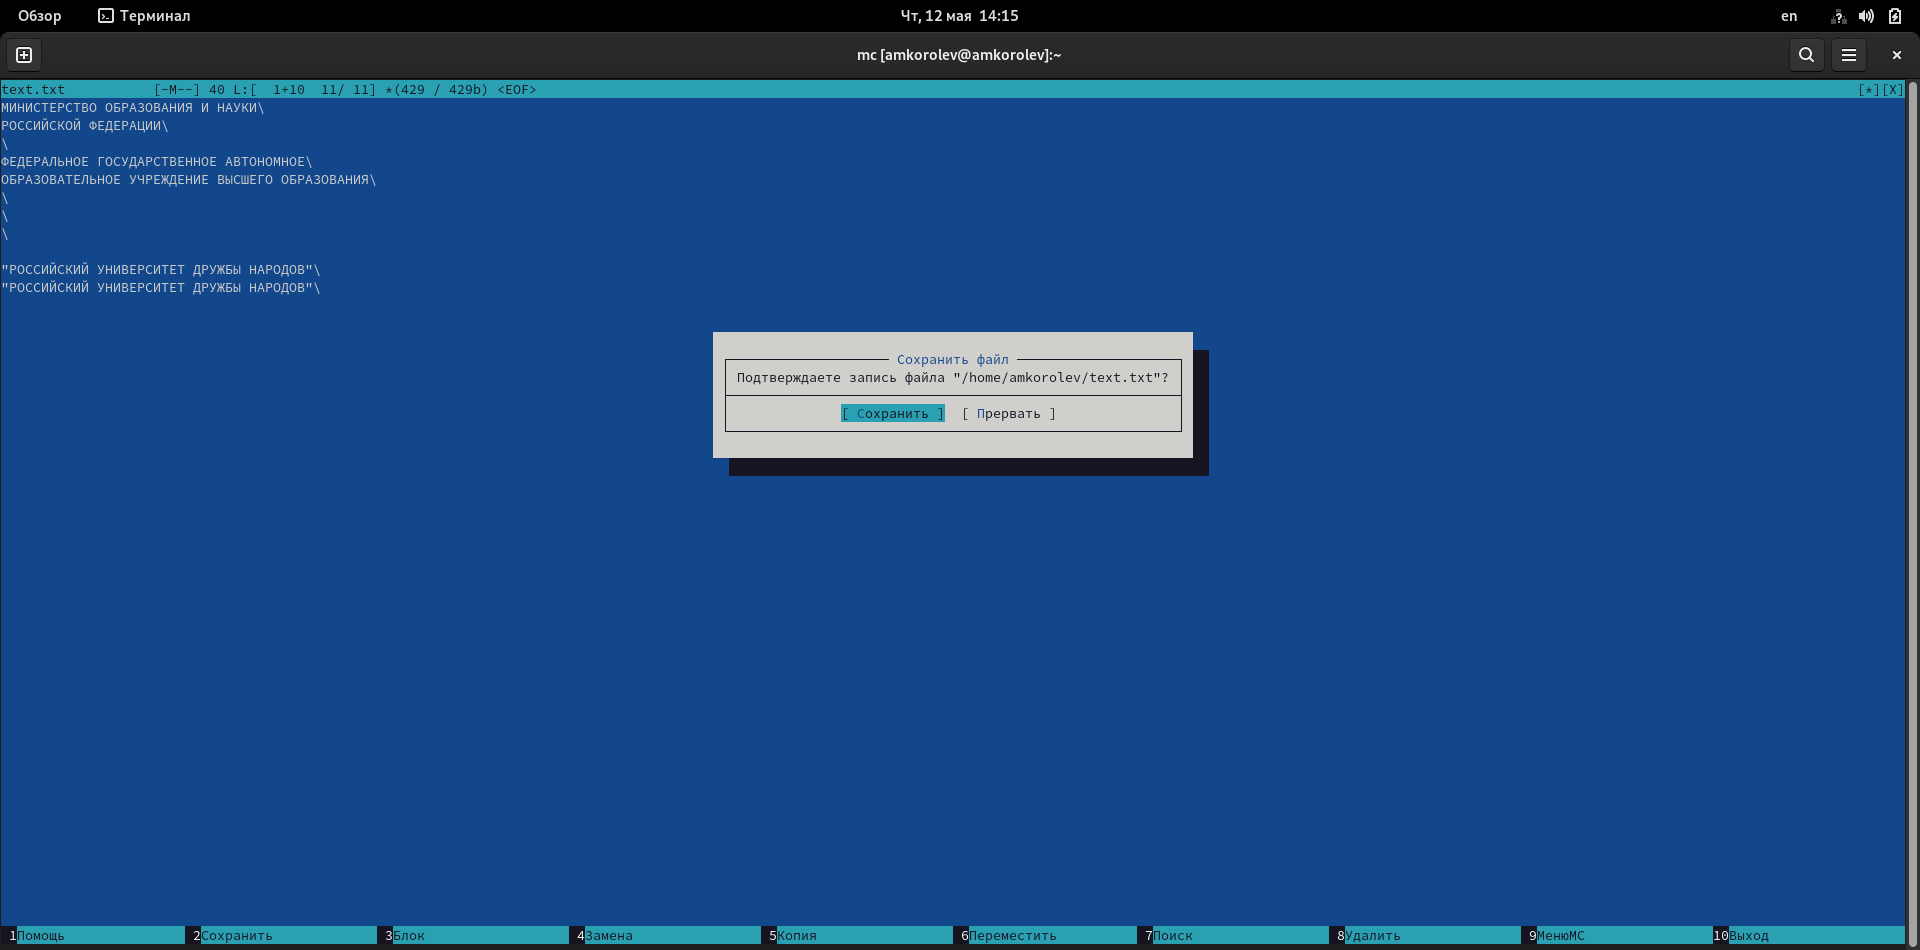 Обзор Терминал Чт, 12 мая 14:15 en
mc [amkorolev@amkorolev]:~
text.txt [-M--] 40 L:[ 1+10 11/ 11] *(429 / 429b) <EOF> [*][X]
МИНИСТЕРСТВО ОБРАЗОВАНИЯ И НАУКИ\
РОССИЙСКОЙ ФЕДЕРАЦИИ\
\
ФЕДЕРАЛЬНОЕ ГОСУДАРСТВЕННОЕ АВТОНОМНОЕ\
ОБРАЗОВАТЕЛЬНОЕ УЧРЕЖДЕНИЕ ВЫСШЕГО ОБРАЗОВАНИЯ\
\
\
\
"РОССИЙСКИЙ УНИВЕРСИТЕТ ДРУЖБЫ НАРОДОВ"\
"РОССИЙСКИЙ УНИВЕРСИТЕТ ДРУЖБЫ НАРОДОВ"\
Сохранить файл
Подтверждаете запись файла "/home/amkorolev/text.txt"?
[ Сохранить ] [ Прервать ]
1Помощь 2Сохранить 3Блок 4Замена 5Копия 6Переместить 7Поиск 8Удалить 9МенюМС 10Выход